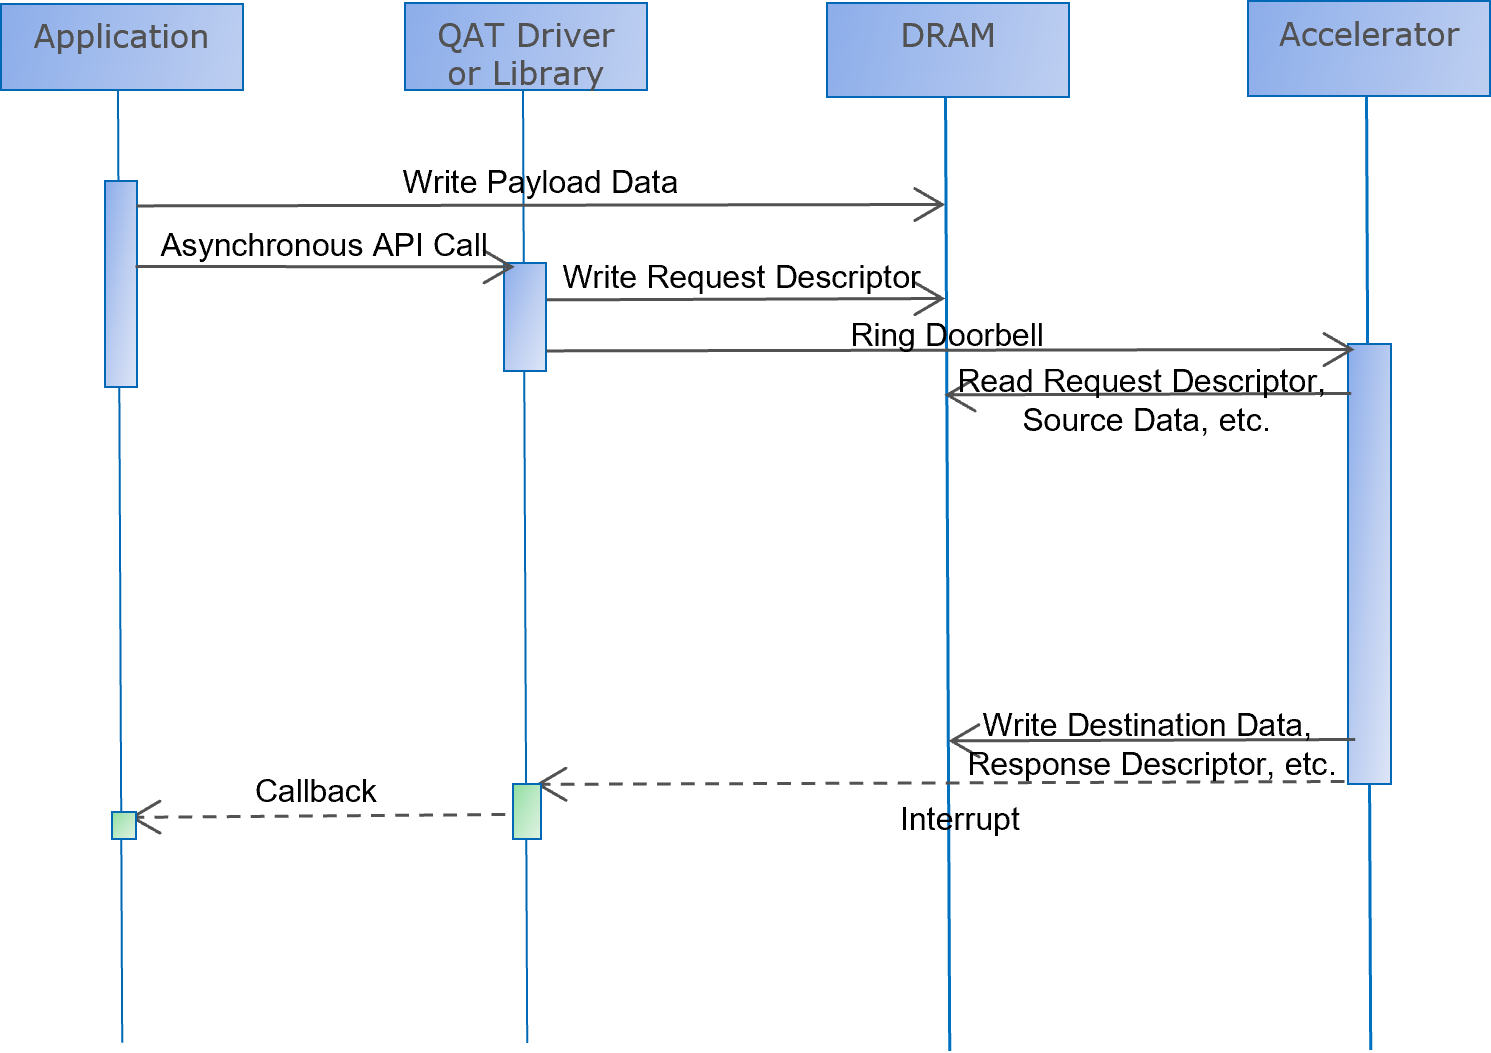 Application
QAT Driver
or Library
DRAM
Accelerator
Write Payload Data
Asynchronous API Call
Write Request Descriptor
Ring Doorbell
Read Request Descriptor,
Source Data, etc.
Write Destination Data,
Response Descriptor, etc.
Callback
Interrupt